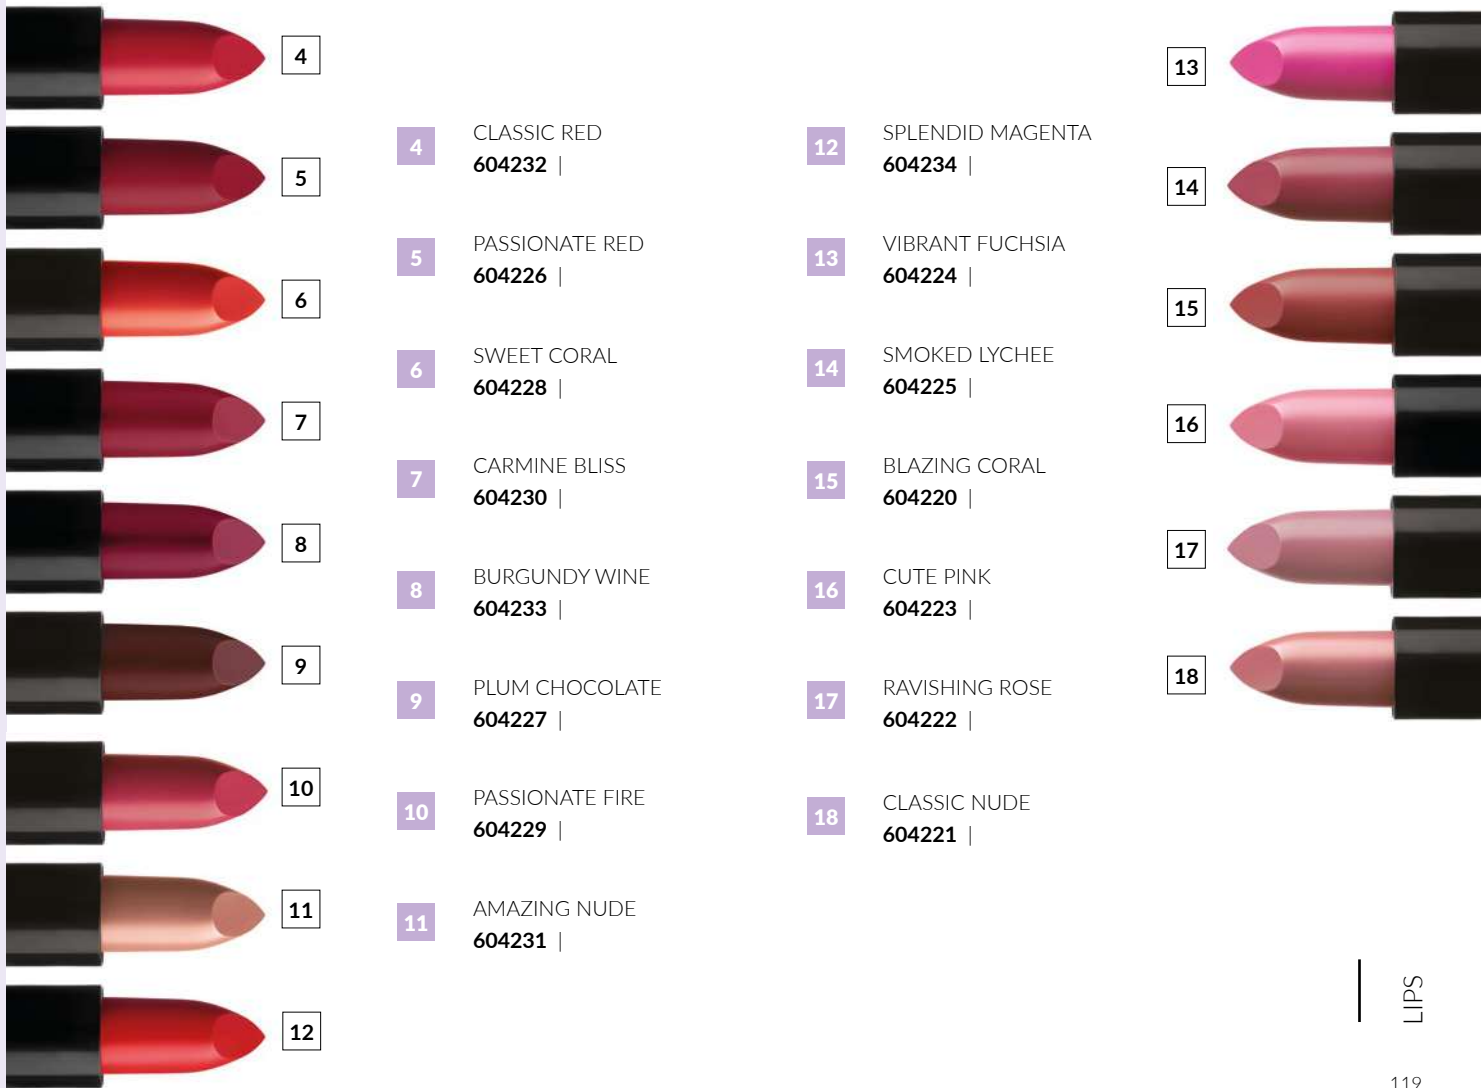 4
5
6
7
8
9
10
11
12
4
CLASSIC RED
604232 |
5
PASSIONATE RED
604226 |
6
SWEET CORAL
604228 |
7
CARMINE BLISS
604230 |
8
BURGUNDY WINE
604233 |
9
PLUM CHOCOLATE
604227 |
10
PASSIONATE FIRE
604229 |
11
AMAZING NUDE
604231 |
12
SPLENDID MAGENTA
604234 |
13
VIBRANT FUCHSIA
604224 |
14
SMOKED LYCHEE
604225 |
15
BLAZING CORAL
604220 |
16
CUTE PINK
604223 |
17
RAVISHING ROSE
604222 |
18
CLASSIC NUDE
604221 |
13
14
15
16
17
18
LIPS
119